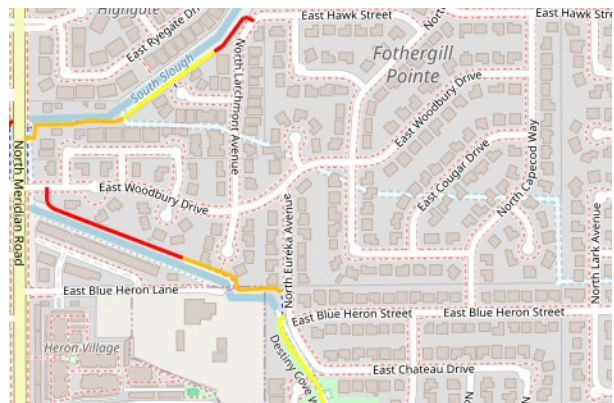 Highgate
East Ryegate Dr
East Hawk Street
East Hawk Street
South Slough
Fothergill
Pointe
North Larchmont Avenue
East Woodbury Drive
North Meridian Road
East Woodbury Drive
East Cougar Drive
North Capecod Way
North Eureka Avenue
North Lark Avenue
East Blue Heron Lane
East Blue Heron Street
East Blue Heron Street
Heron Village
Destiny Cove W
East Chateau Drive